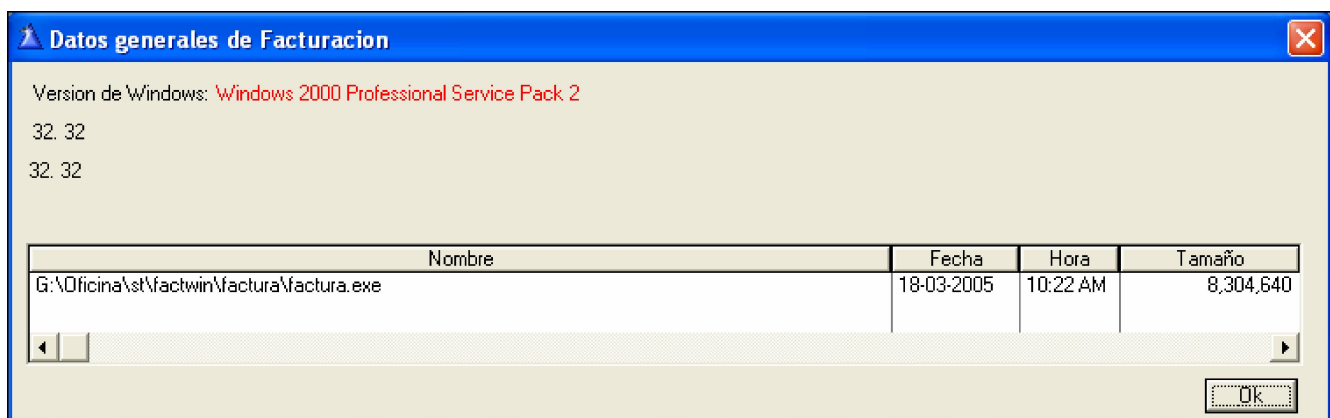 Datos generales de Facturacion
Version de Windows: Windows 2000 Professional Service Pack 2
32. 32
32. 32
Nombre Fecha Hora Tamaño
G:\Oficina\st\factwin\factura\factura.exe 18-03-2005 10:22 AM 8,304,640
Ok